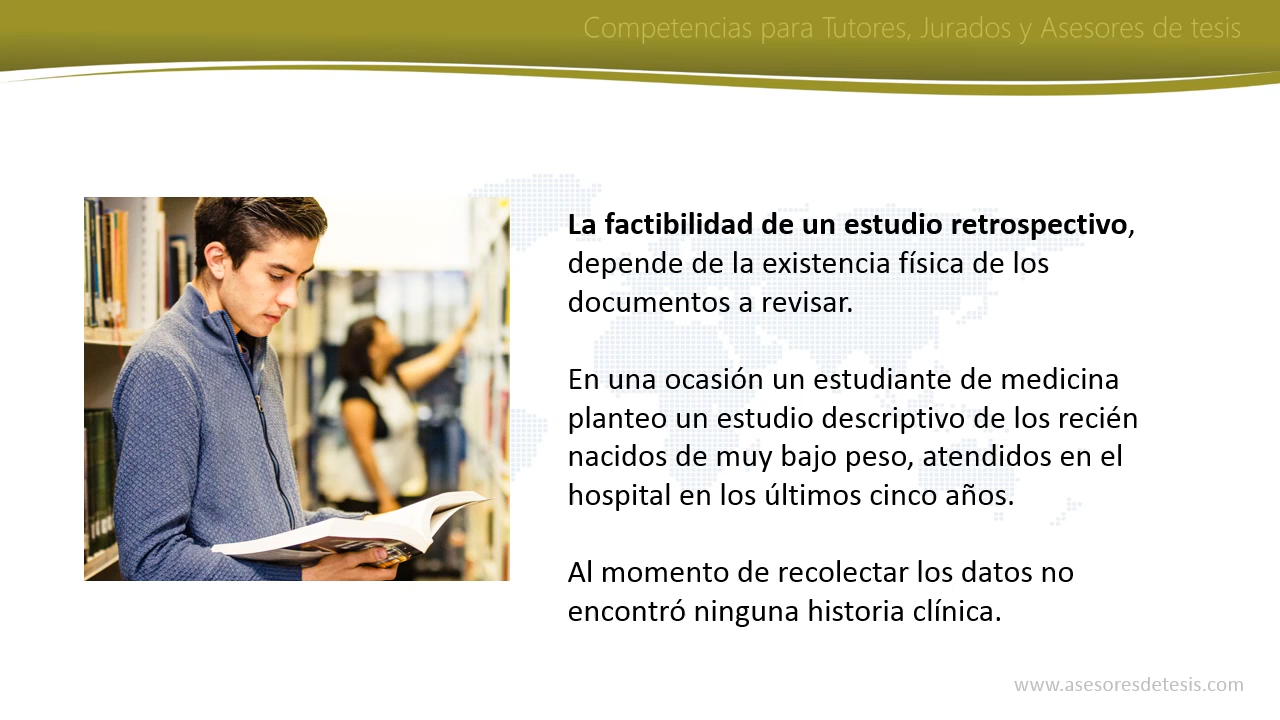 Competencias para Tutores, Jurados y Asesores de tesis
La factibilidad de un estudio retrospectivo,
depende de la existencia física de los
documentos a revisar.
En una ocasión un estudiante de medicina
planteo un estudio descriptivo de los recién
nacidos de muy bajo peso, atendidos en el
hospital en los últimos cinco años.
Al momento de recolectar los datos no
encontró ninguna historia clínica.
www.asesoresdetesis.com